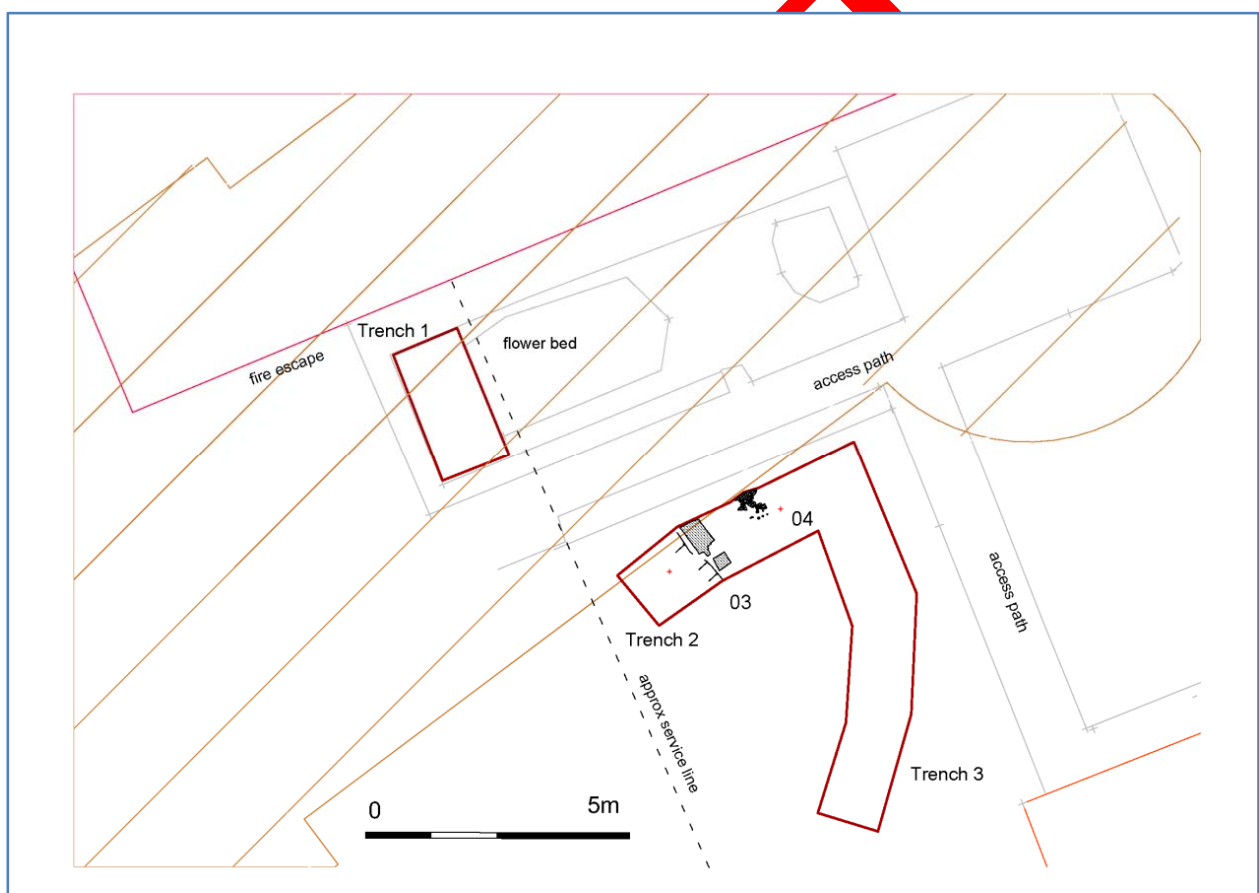 Trench 1
fire escape
flower bed
access path
04
03
Trench 2
access path
approx service line
Trench 3
0 5m